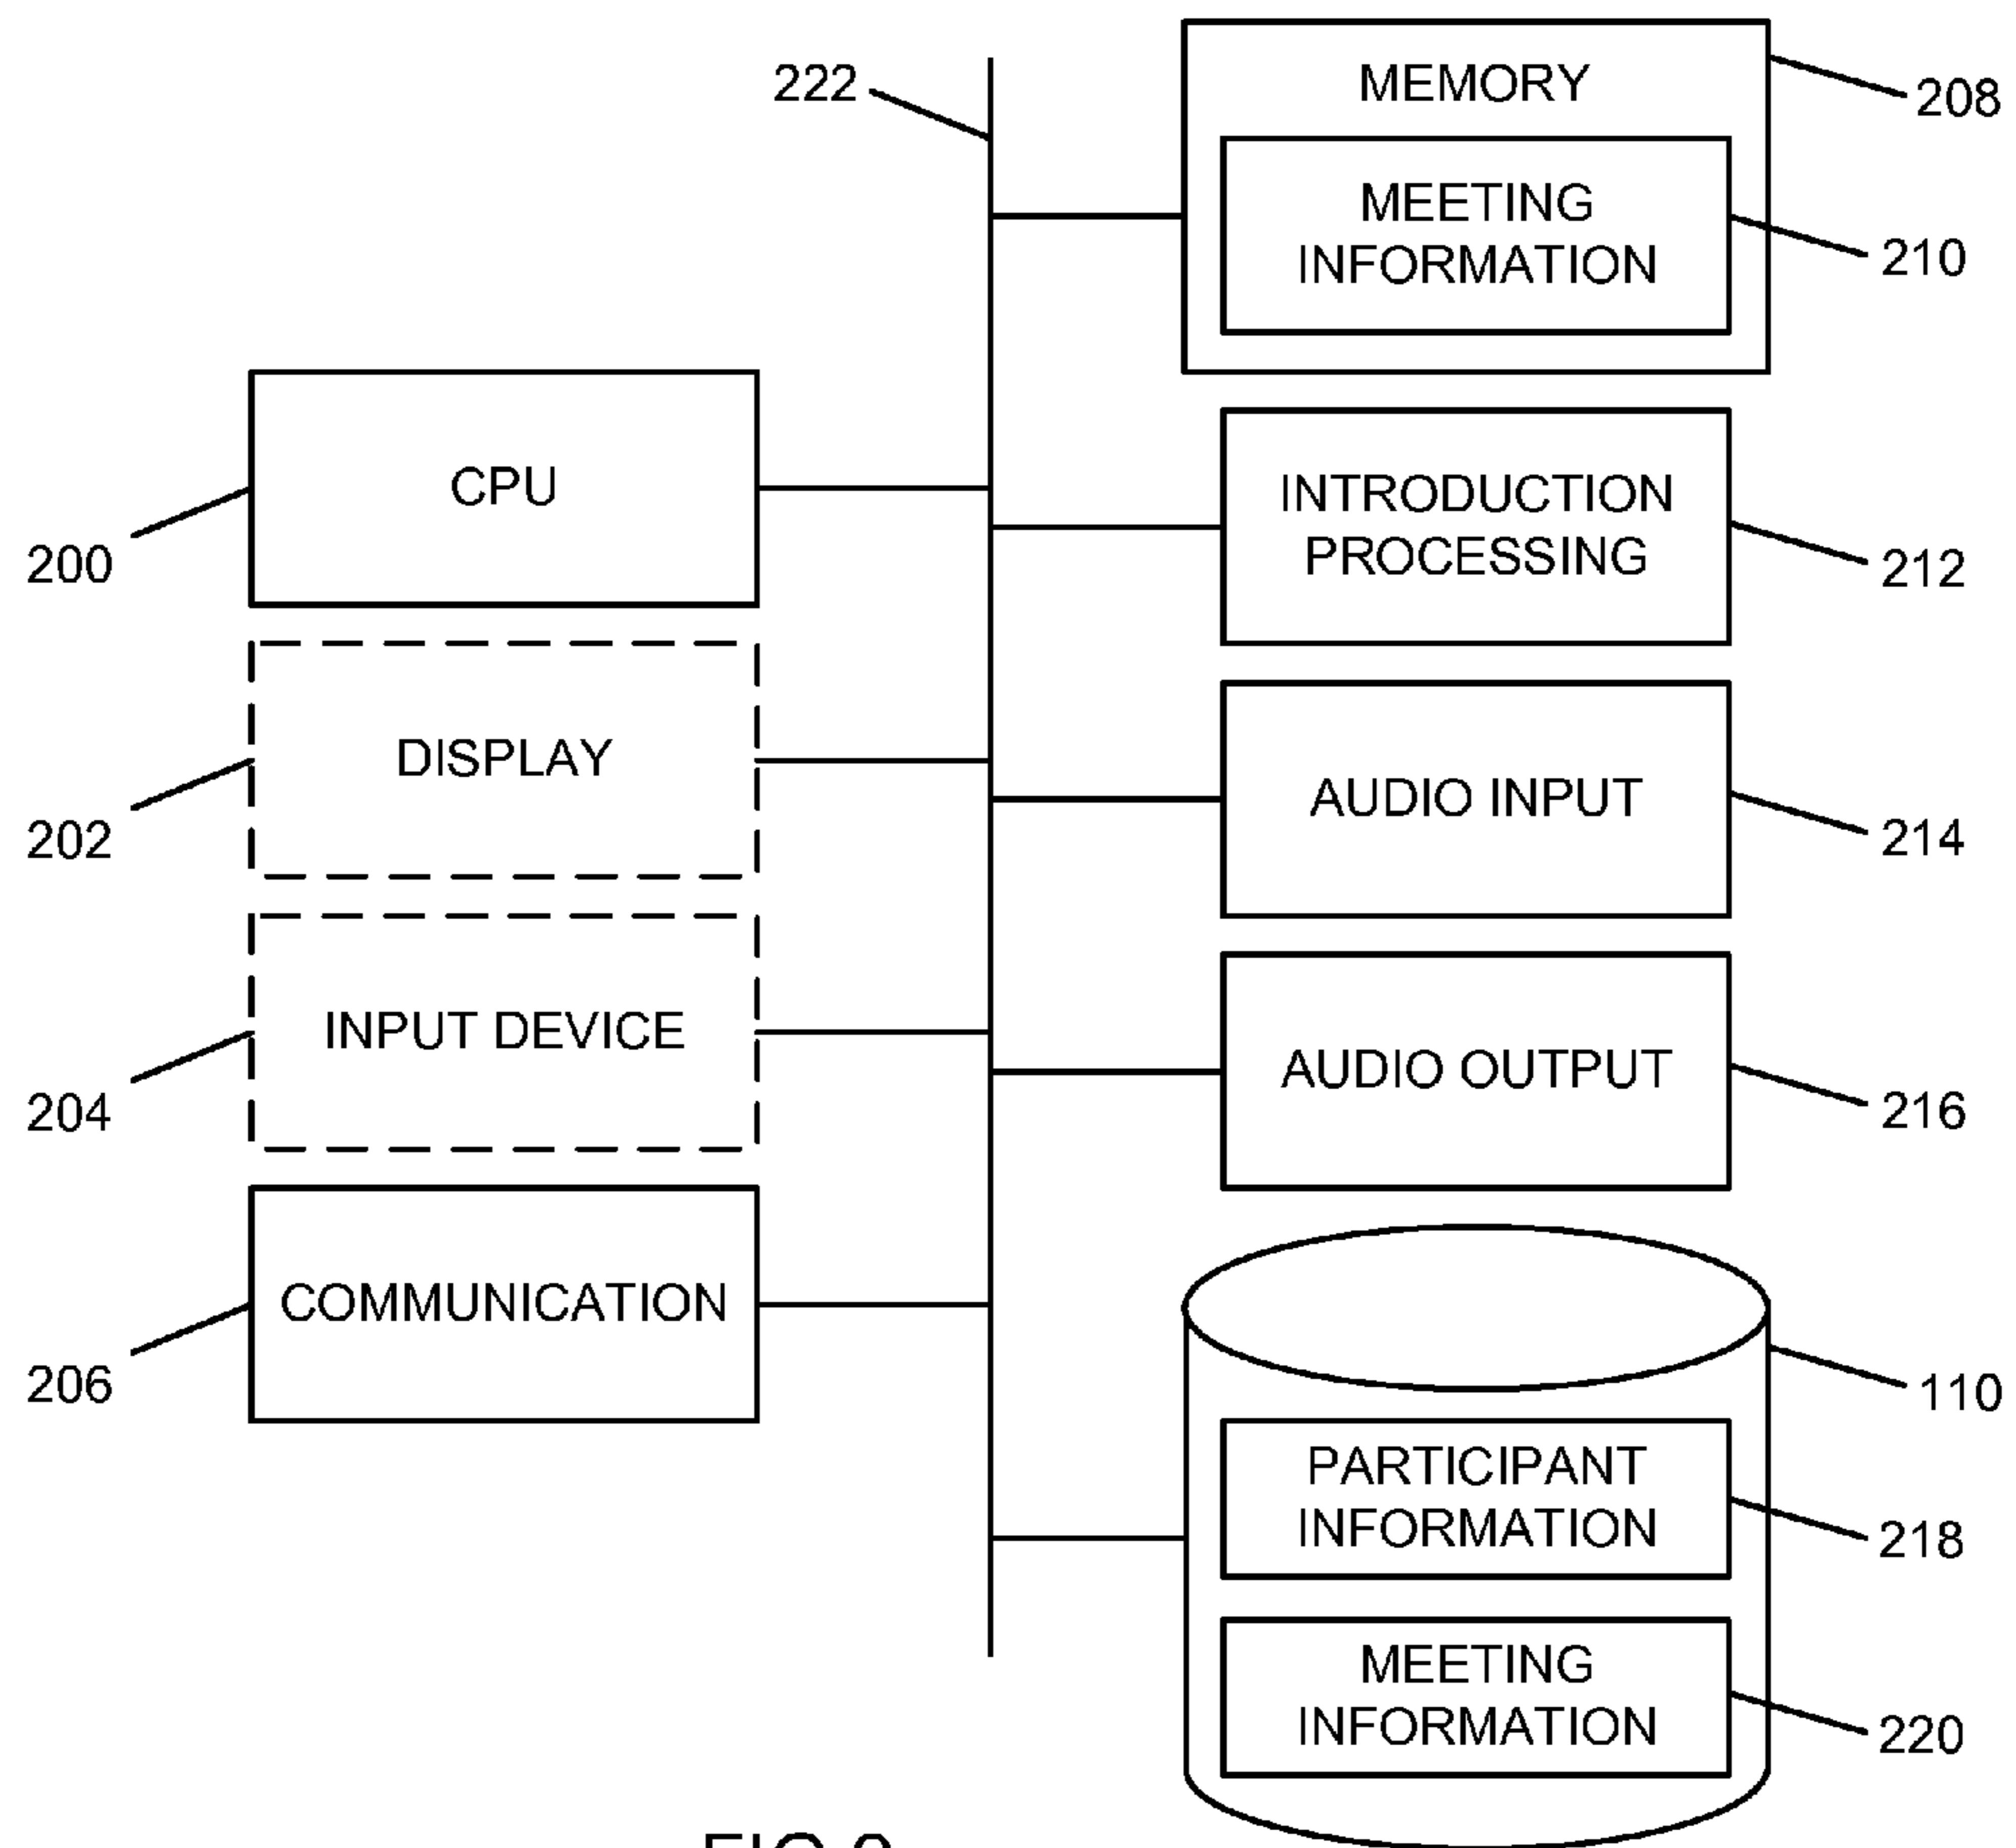 222
MEMORY
208
MEETING
INFORMATION
210
CPU
200
INTRODUCTION
PROCESSING
212
DISPLAY
202
AUDIO INPUT
214
INPUT DEVICE
204
AUDIO OUTPUT
216
COMMUNICATION
206
110
PARTICIPANT
INFORMATION
218
MEETING
INFORMATION
220